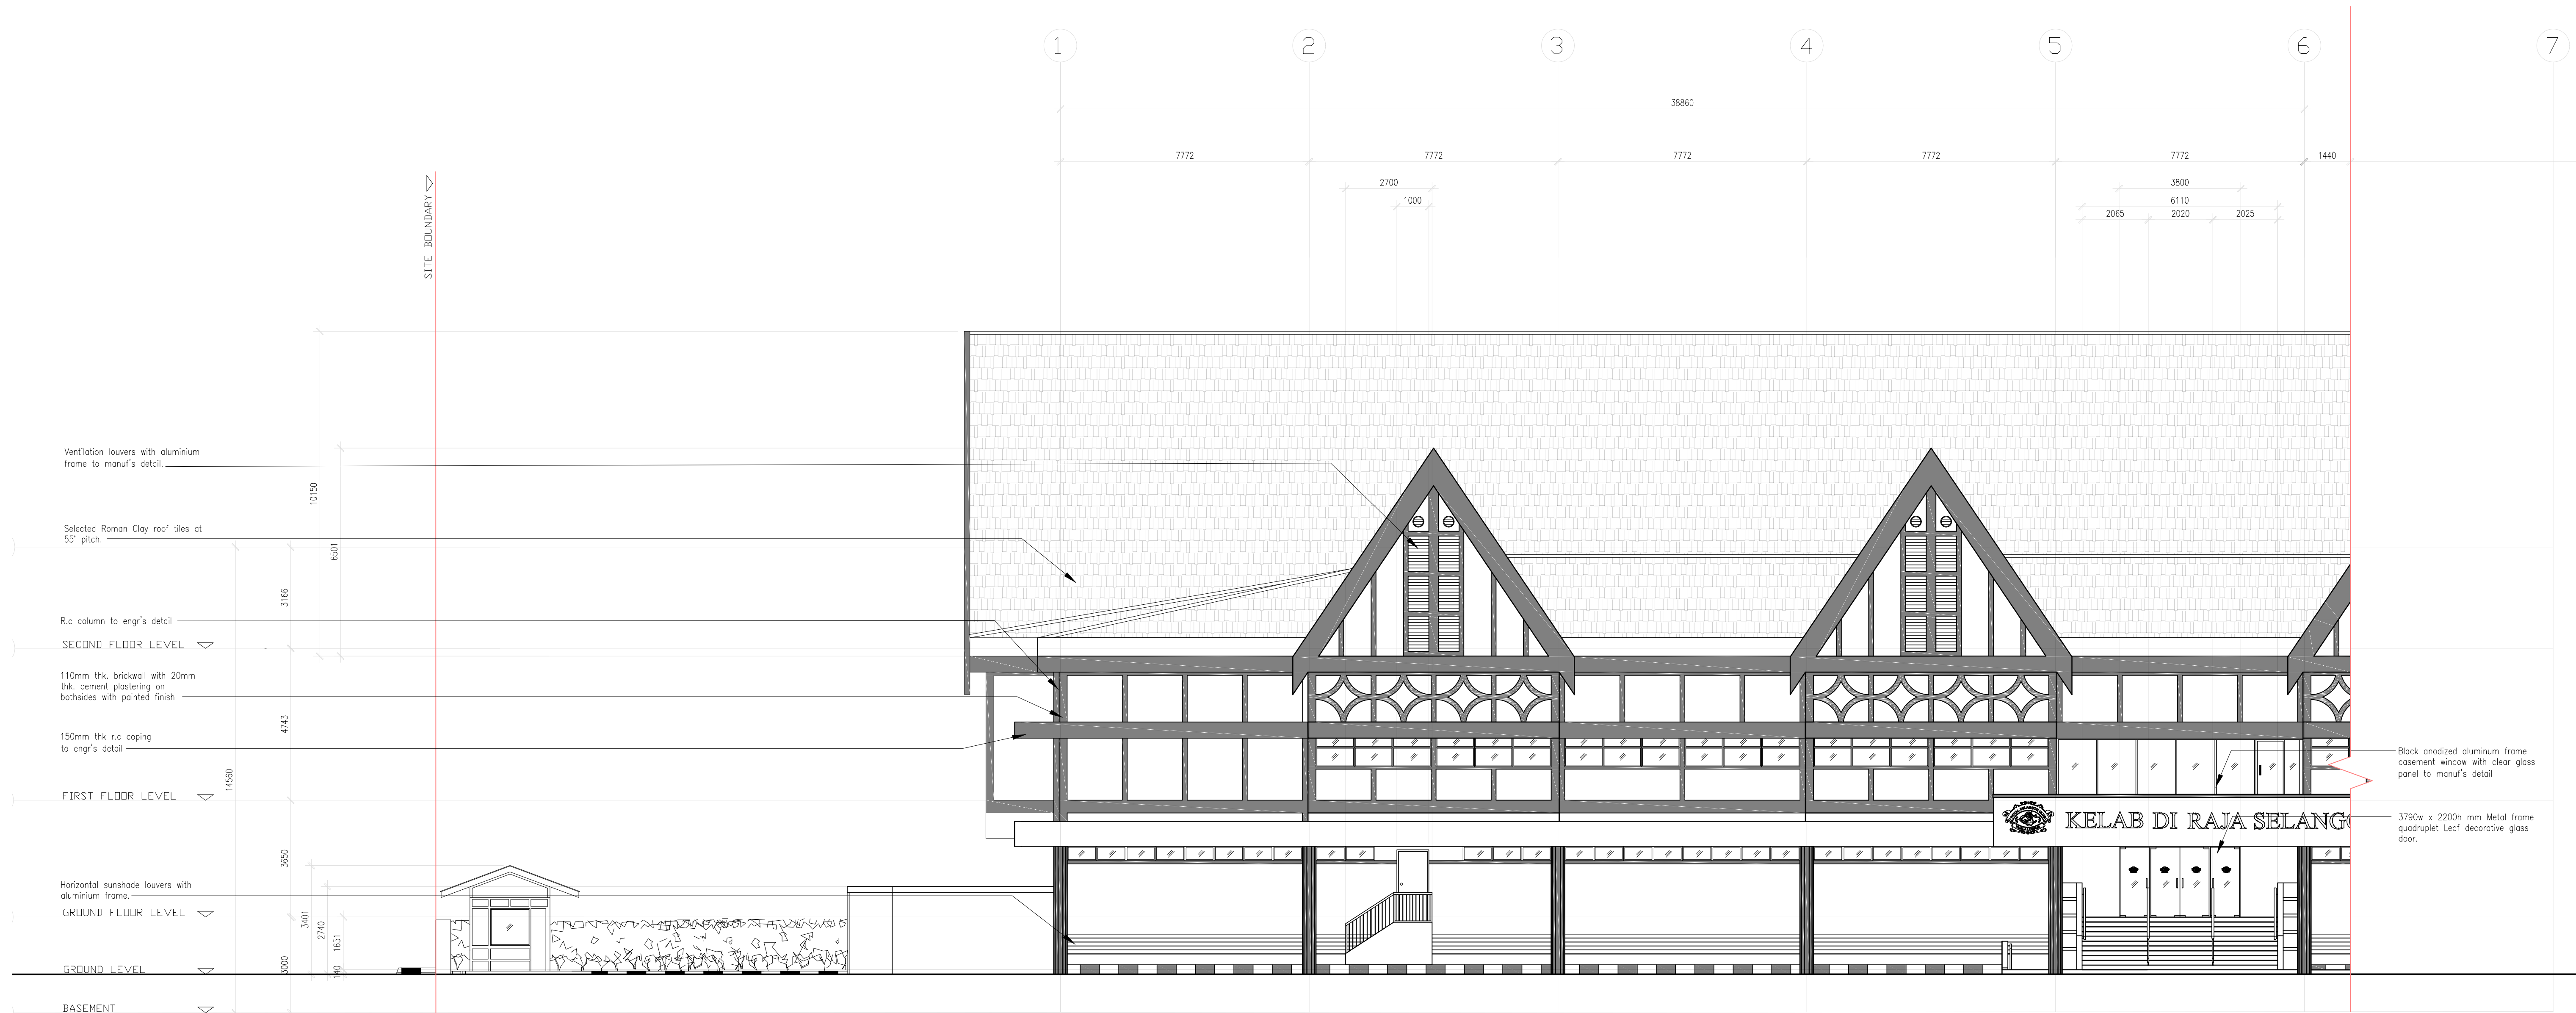 1 2 3 4 5 6 7
38860
7772 7772 7772 7772 7772 1440
2700
3800
1000
6110
2065 2020 2025
SITE BOUNDARY
Ventilation louvers with aluminium
frame to manuf's detail.
10150
Selected Roman Clay roof tiles at
55° pitch.
6501
3166
R.c column to engr's detail
SECOND FLOOR LEVEL
110mm thk. brickwall with 20mm
thk. cement plastering on
bothsides with painted finish
4743
150mm thk r.c coping
to engr's detail
14560
FIRST FLOOR LEVEL
Black anodized aluminum frame
casement window with clear glass
panel to manuf's detail
KELAB DI RAJA SELANGO
3790w x 2200h mm Metal frame
quadruplet Leaf decorative glass
door.
3650
Horizontal sunshade louvers with
aluminium frame.
GROUND FLOOR LEVEL
3401
2740
1651
3000
140
GROUND LEVEL
BASEMENT